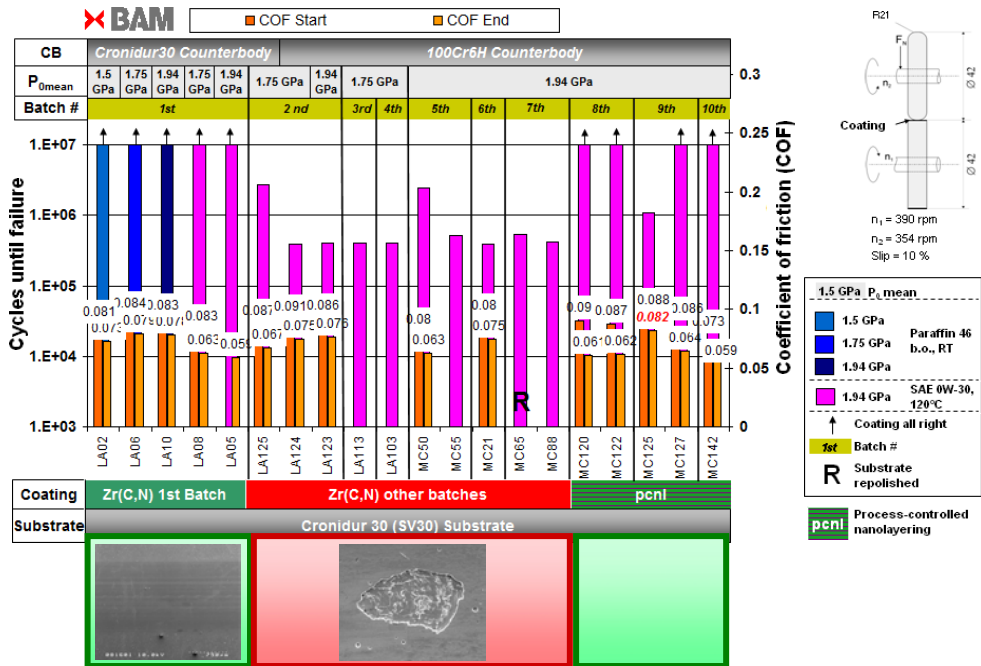 BAM
COF Start COF End
CB Cronidur30 Counterbody 100Cr6H Counterbody
P0mean 1.5 GPa 1.75 GPa 1.94 GPa 1.75 GPa 1.94 GPa 1.75 GPa 1.94 GPa 1.75 GPa 1.94 GPa
Batch # 1st 2 nd 3rd 4th 5th 6th 7th 8th 9th 10th
Cycles until failure
1.E+07
1.E+06
1.E+05
1.E+04
1.E+03
0.081 0.084 0.083 0.083 0.087 0.091 0.086 0.08 0.08 0.09 0.087 0.088 0.086 0.073
0.073 0.063 0.067 0.075 0.063 0.075 0.061 0.062 0.082 0.064 0.059
R
0.3
0.25
0.2
0.15
0.1
0.05
0
Coefficient of friction (COF)
LA02 LA06 LA10 LA08 LA05 LA125 LA124 LA123 LA113 LA103 MC50 MC55 MC21 MC65 MC88 MC120 MC122 MC125 MC127 MC142
Coating Zr(C,N) 1st Batch Zr(C,N) other batches pcnl
Substrate Cronidur 30 (SV30) Substrate
R21
FN
n2
Ø 42
Coating
n1
Ø 42
n1 = 390 rpm
n2 = 354 rpm
Slip = 10 %
1.5 GPa P0 mean
1.5 GPa
1.75 GPa
1.94 GPa
Paraffin 46
b.o., RT
1.94 GPa
SAE 0W-30,
120°C
Coating all right
1st Batch #
R Substrate
repolished
pcnl Process-controlled
nanolayering